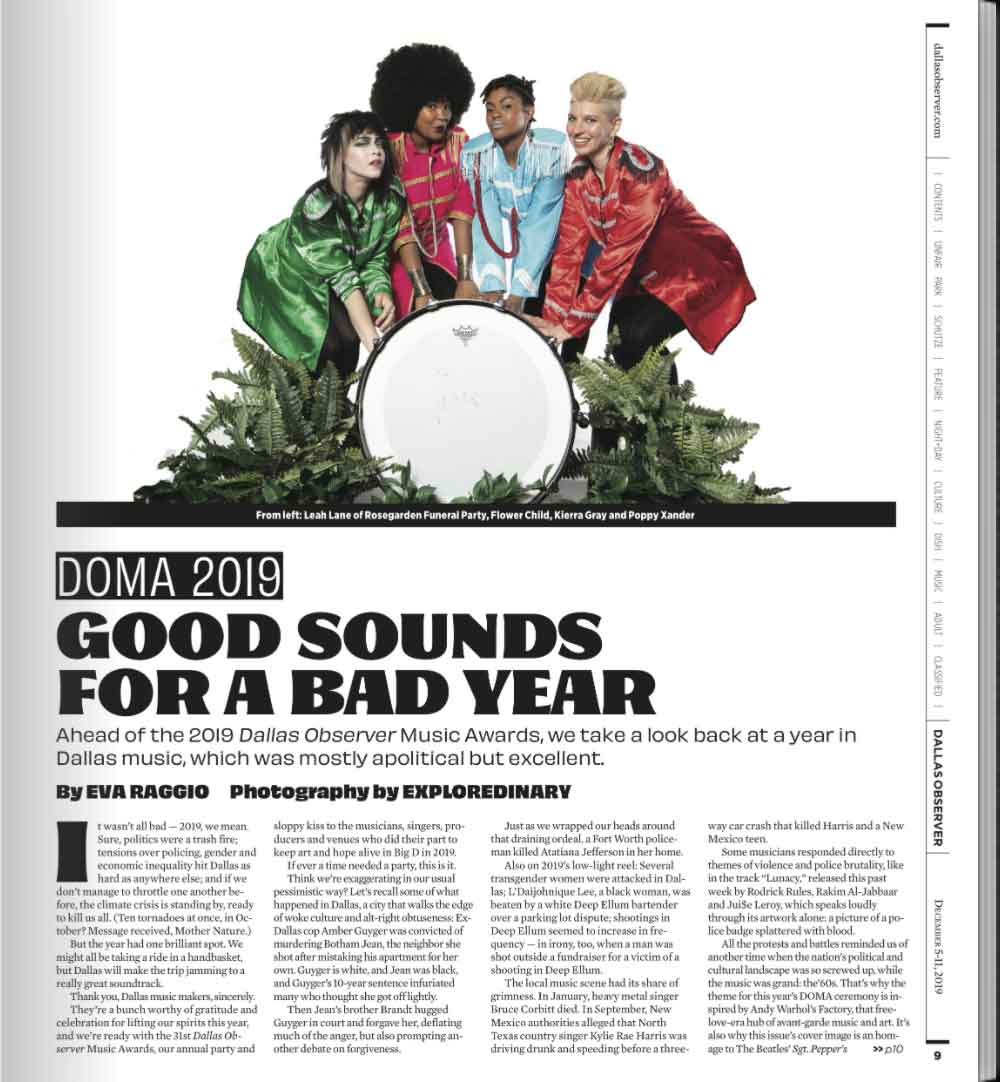 From left: Leah Lane of Rosegarden Funeral Party, Flower Child, Kierra Gray and Poppy Xander
DOMA 2019
GOOD SOUNDS
FOR A BAD YEAR
Ahead of the 2019 Dallas Observer Music Awards, we take a look back at a year in
Dallas music, which was mostly apolitical but excellent.
By EVA RAGGIO Photography by EXPLOREDINARY
It wasn't all bad — 2019, we mean.
Sure, politics were a trash fire;
tensions over policing, gender and
economic inequality hit Dallas as
hard as anywhere else; and if we
don't manage to throttle one another be-
fore, the climate crisis is standing by, ready
to kill us all. (Ten tornadoes at once, in Oc-
tober? Message received, Mother Nature.)
But the year had one brilliant spot. We
might all be taking a ride in a handbasket,
but Dallas will make the trip jamming to a
really great soundtrack.
Thank you, Dallas music makers, sincerely.
They're a bunch worthy of gratitude and
celebration for lifting our spirits this year,
and we're ready with the 31st Dallas Ob-
server Music Awards, our annual party and
sloppy kiss to the musicians, singers, pro-
ducers and venues who did their part to
keep art and hope alive in Big D in 2019.
If ever a time needed a party, this is it.
Think we're exaggerating in our usual
pessimistic way? Let's recall some of what
happened in Dallas, a city that walks the edge
of woke culture and alt-right obtuseness: Ex-
Dallas cop Amber Guyger was convicted of
murdering Botham Jean, the neighbor she
shot after mistaking his apartment for her
own. Guyger is white, and Jean was black,
and Guyger's 10-year sentence infuriated
many who thought she got off lightly.
Then Jean's brother Brandt hugged
Guyger in court and forgave her, deflating
much of the anger, but also prompting an-
other debate on forgiveness.
Just as we wrapped our heads around
that draining ordeal, a Fort Worth police-
man killed Atatiana Jefferson in her home.
Also on 2019's low-light reel: Several
transgender women were attacked in Dal-
las; L'Daijohnique Lee, a black woman, was
beaten by a white Deep Ellum bartender
over a parking lot dispute; shootings in
Deep Ellum seemed to increase in fre-
quency — in irony, too, when a man was
shot outside a fundraiser for a victim of a
shooting in Deep Ellum.
The local music scene had its share of
grimness. In January, heavy metal singer
Bruce Corbitt died. In September, New
Mexico authorities alleged that North
Texas country singer Kylie Rae Harris was
driving drunk and speeding before a three-
way car crash that killed Harris and a New
Mexico teen.
Some musicians responded directly to
themes of violence and police brutality, like
in the track "Lunacy," released this past
week by Rodrick Rules, Rakim Al-Jabbaar
and Jui$e Leroy, which speaks loudly
through its artwork alone: a picture of a po-
lice badge splattered with blood.
All the protests and battles reminded us of
another time when the nation's political and
cultural landscape was so screwed up, while
the music was grand: the '60s. That's why the
theme for this year's DOMA ceremony is in-
spired by Andy Warhol's Factory, that free-
love-era hub of avant-garde music and art. It's
also why this issue's cover image is an hom-
age to The Beatles' Sgt. Pepper's >> p10
dallasobserver.com
| CONTENTS | UNFAIR PARK | SCHUTZE | FEATURE | NIGHT+DAY | CULTURE | DISH | MUSIC | ADULT | CLASSIFIED |
DALLAS OBSERVER
DECEMBER 5-11, 2019
9